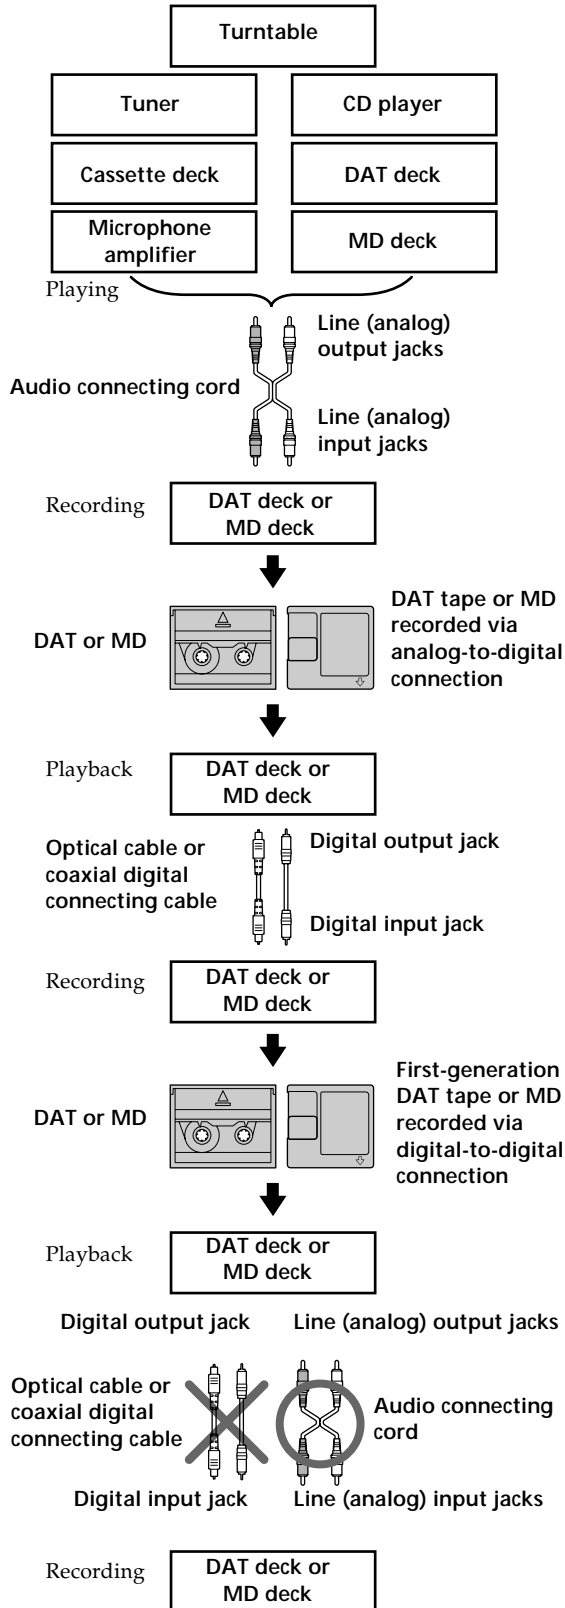 Turntable
Tuner
CD player
Cassette deck
DAT deck
Microphone
amplifier
MD deck
Playing
Line (analog)
output jacks
Audio connecting cord
Line (analog)
input jacks
Recording
DAT deck or
MD deck
DAT or MD
DAT tape or MD
recorded via
analog-to-digital
connection
Playback
DAT deck or
MD deck
Optical cable or
coaxial digital
connecting cable
Digital output jack
Digital input jack
Recording
DAT deck or
MD deck
DAT or MD
First-generation
DAT tape or MD
recorded via
digital-to-digital
connection
Playback
DAT deck or
MD deck
Digital output jack
Line (analog) output jacks
Optical cable or
coaxial digital
connecting cable
Audio connecting
cord
Digital input jack
Line (analog) input jacks
Recording
DAT deck or
MD deck